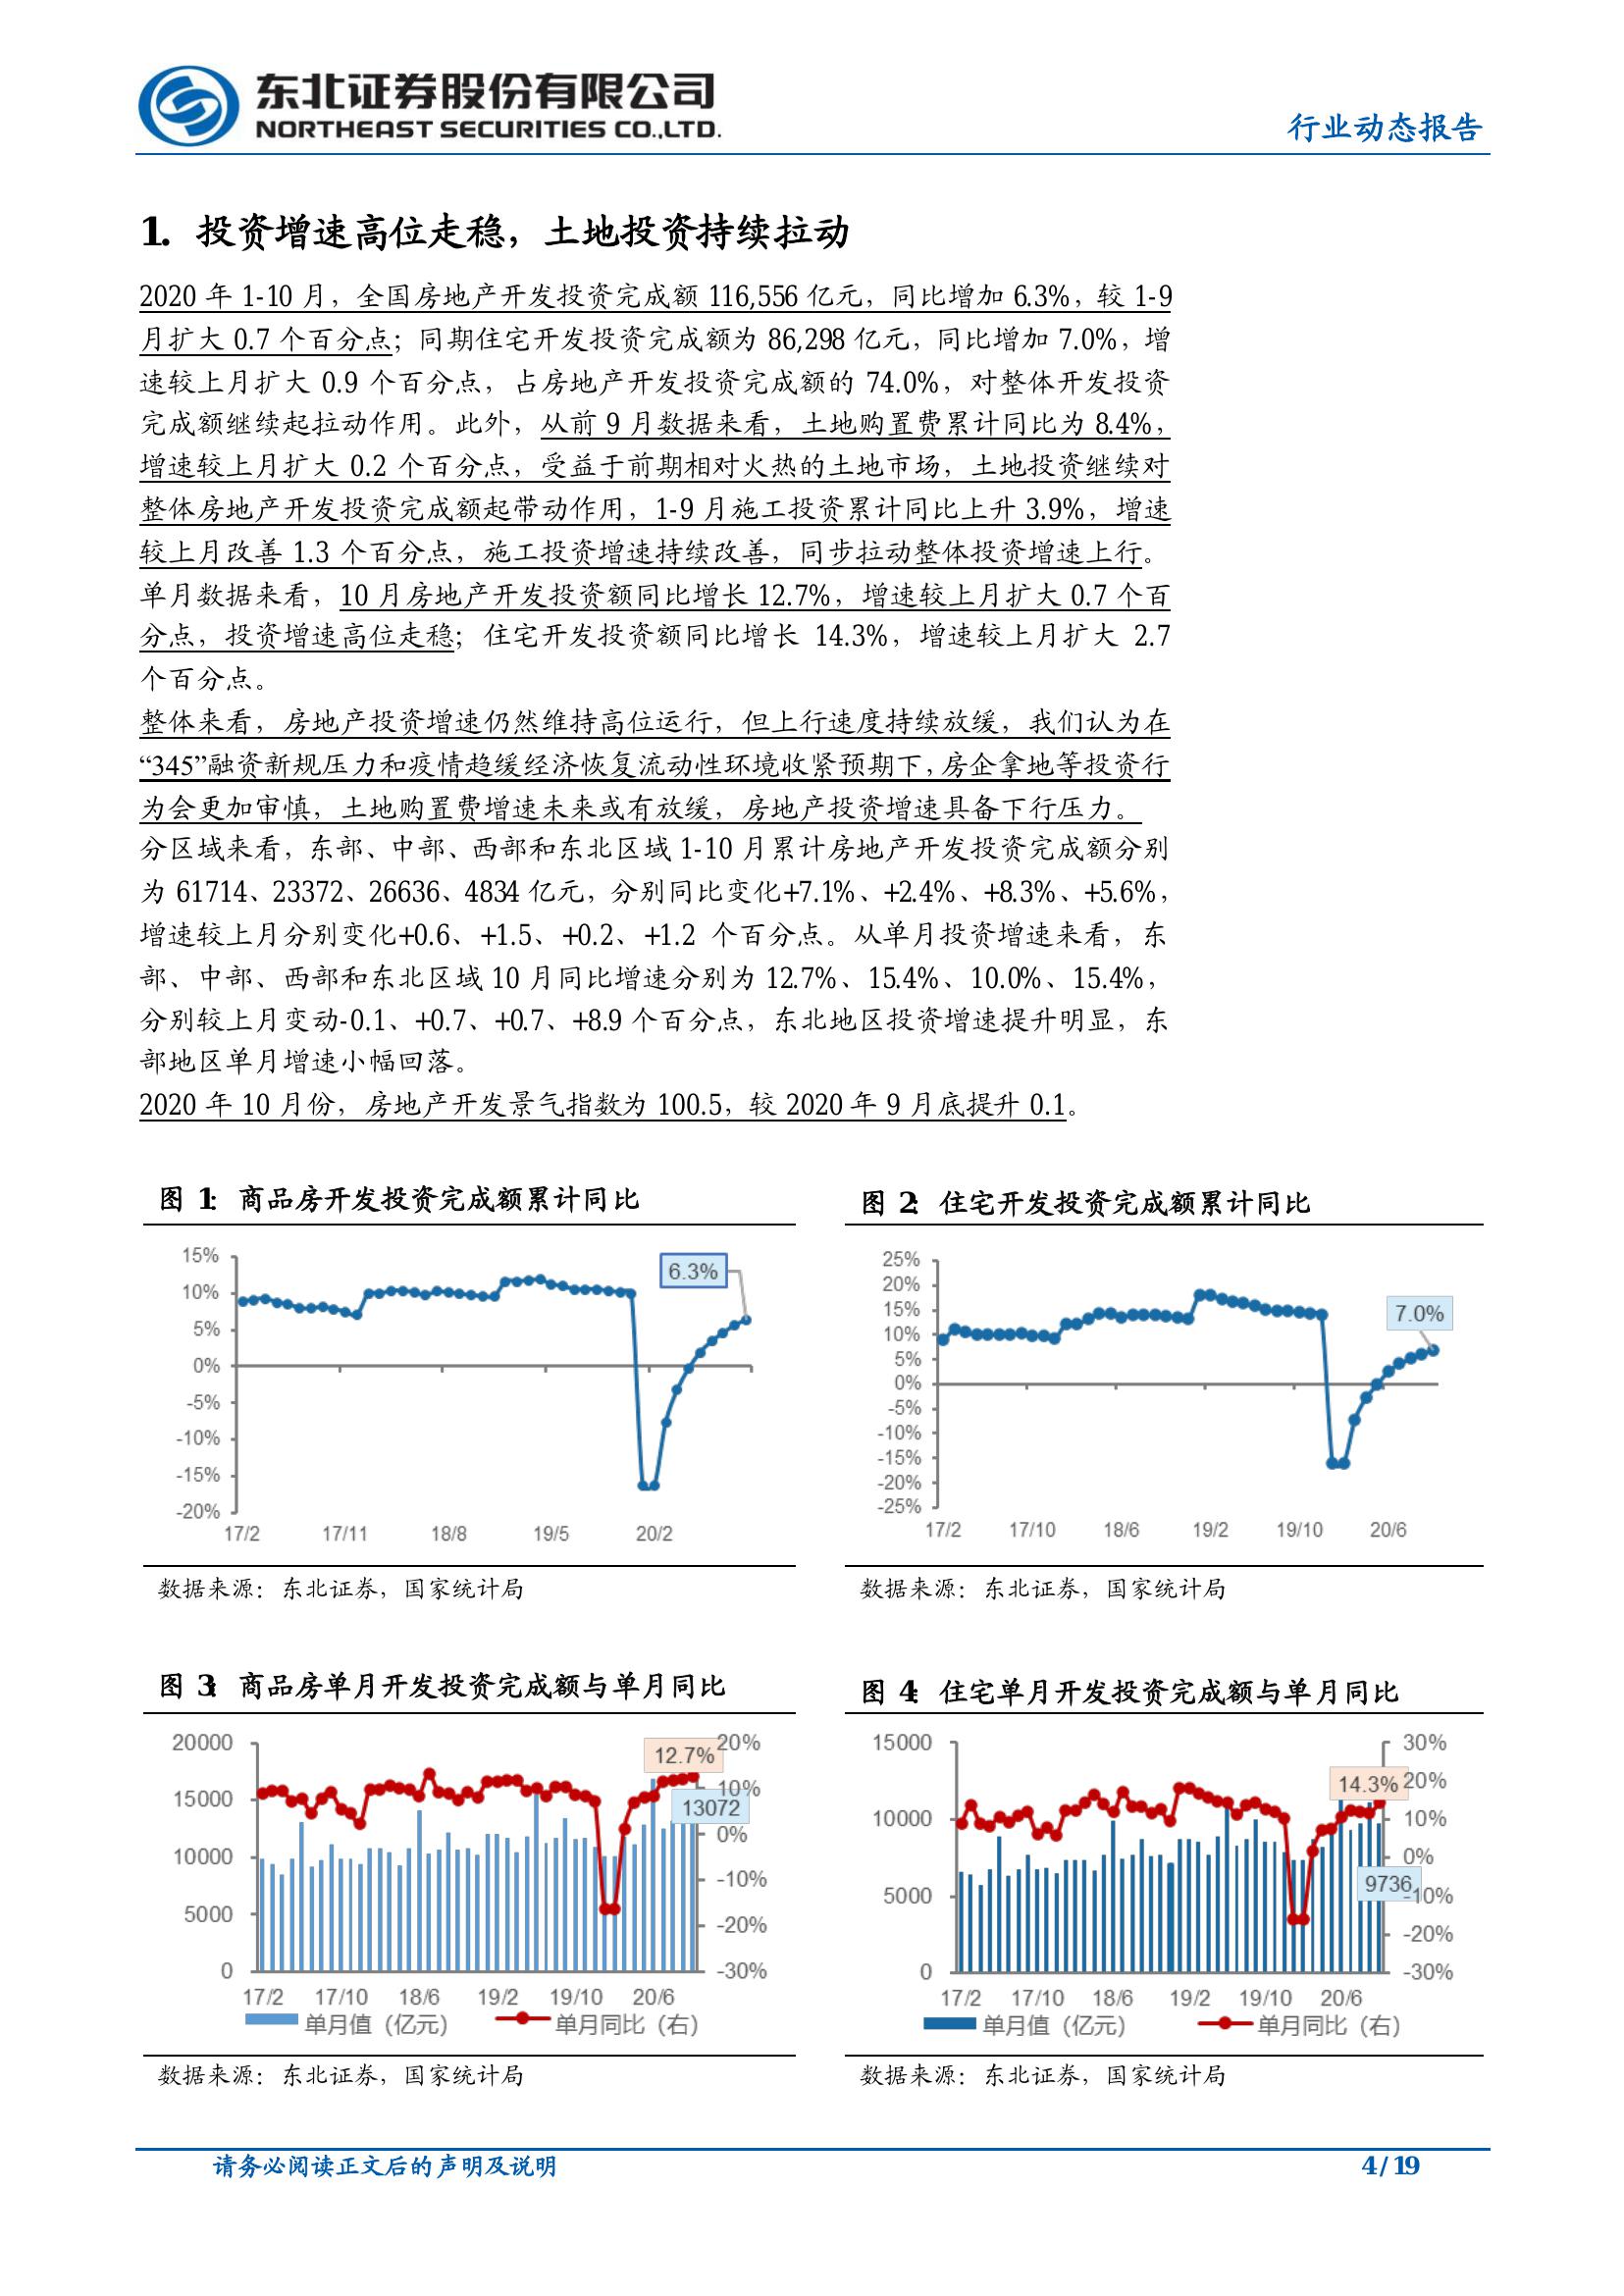 东北证券股份有限公司
NORTHEAST SECURITIES CO.,LTD.
行业动态报告
1. 投资增速高位走稳，土地投资持续拉动
2020 年 1-10 月，全国房地产开发投资完成额 116,556 亿元，同比增加 6.3%，较 1-9
月扩大 0.7 个百分点；同期住宅开发投资完成额为 86,298 亿元，同比增加 7.0%，增
速较上月扩大 0.9 个百分点，占房地产开发投资完成额的 74.0%，对整体开发投资
完成额继续起拉动作用。此外，从前 9 月数据来看，土地购置费累计同比为 8.4%，
增速较上月扩大 0.2 个百分点，受益于前期相对火热的土地市场，土地投资继续对
整体房地产开发投资完成额起带动作用，1-9 月施工投资累计同比上升 3.9%，增速
较上月改善 1.3 个百分点，施工投资增速持续改善，同步拉动整体投资增速上行。
单月数据来看，10 月房地产开发投资额同比增长 12.7%，增速较上月扩大 0.7 个百
分点，投资增速高位走稳；住宅开发投资额同比增长 14.3%，增速较上月扩大 2.7
个百分点。
整体来看，房地产投资增速仍然维持高位运行，但上行速度持续放缓，我们认为在
“345”融资新规压力和疫情趋缓经济恢复流动性环境收紧预期下，房企拿地等投资行
为会更加审慎，土地购置费增速未来或有放缓，房地产投资增速具备下行压力。
分区域来看，东部、中部、西部和东北区域 1-10 月累计房地产开发投资完成额分别
为 61714、23372、26636、4834 亿元，分别同比变化+7.1%、+2.4%、+8.3%、+5.6%，
增速较上月分别变化+0.6、+1.5、+0.2、+1.2 个百分点。从单月投资增速来看，东
部、中部、西部和东北区域 10 月同比增速分别为 12.7%、15.4%、10.0%、15.4%，
分别较上月变动-0.1、+0.7、+0.7、+8.9 个百分点，东北地区投资增速提升明显，东
部地区单月增速小幅回落。
2020 年 10 月份，房地产开发景气指数为 100.5，较 2020 年 9 月底提升 0.1。
图 1：商品房开发投资完成额累计同比
15%
10%
5%
0%
-5%
-10%
-15%
-20%
6.3%
17/2 17/11 18/8 19/5 20/2
数据来源：东北证券，国家统计局
图 2：住宅开发投资完成额累计同比
25%
20%
15%
10%
5%
0%
-5%
-10%
-15%
-20%
-25%
7.0%
17/2 17/10 18/6 19/2 19/10 20/6
数据来源：东北证券，国家统计局
图 3：商品房单月开发投资完成额与单月同比
20000
15000
10000
5000
0
12.7%
13072
20%
10%
0%
-10%
-20%
-30%
17/2 17/10 18/6 19/2 19/10 20/6
单月值（亿元） 单月同比（右）
数据来源：东北证券，国家统计局
图 4：住宅单月开发投资完成额与单月同比
15000
10000
5000
0
14.3%
9736
30%
20%
10%
0%
-10%
-20%
-30%
17/2 17/10 18/6 19/2 19/10 20/6
单月值（亿元） 单月同比（右）
数据来源：东北证券，国家统计局
请务必阅读正文后的声明及说明
4 / 19